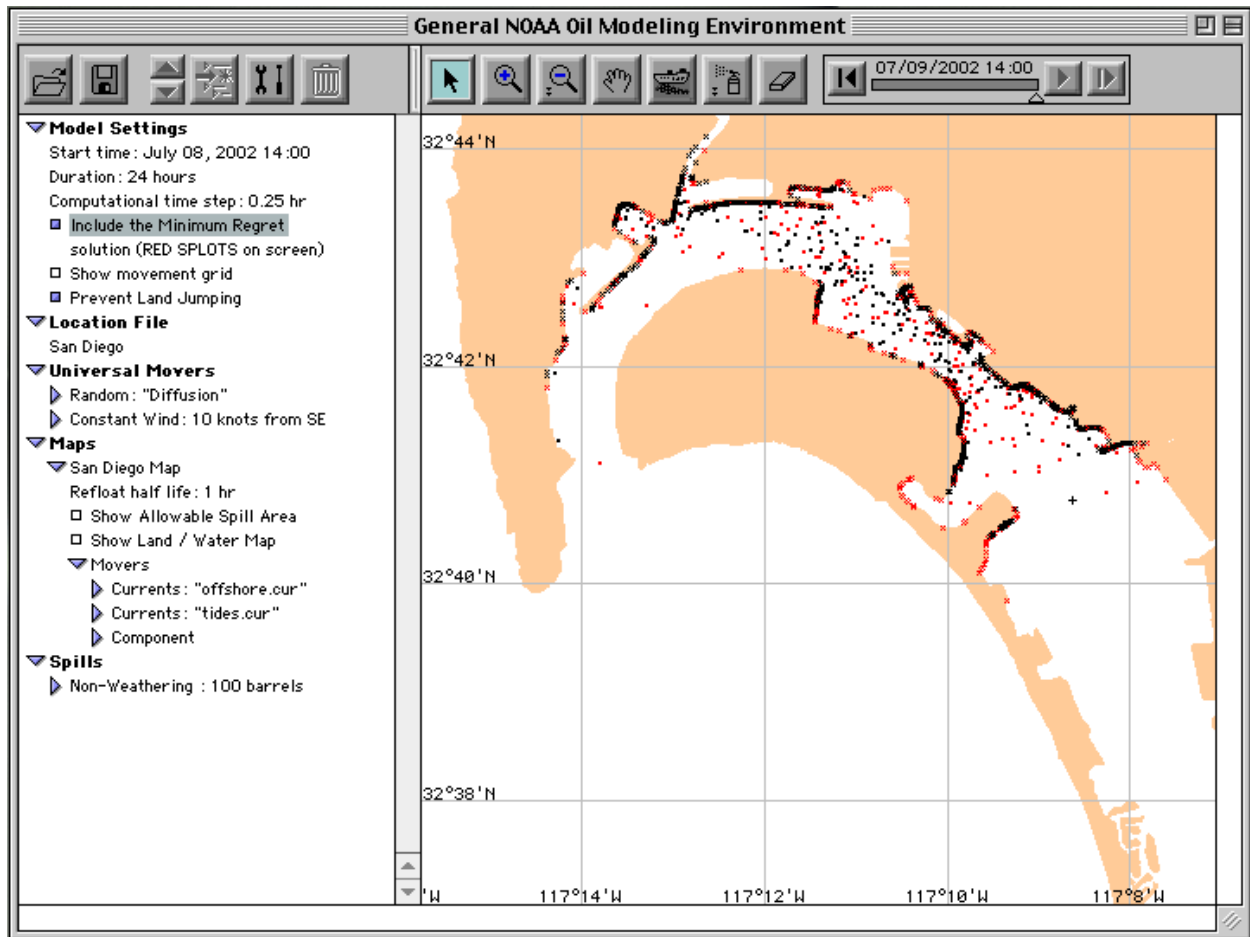 General NOAA Oil Modeling Environment
07/09/2002 14:00
Model Settings
Start time: July 08, 2002 14:00
Duration: 24 hours
Computational time step: 0.25 hr
Include the Minimum Regret
solution (RED SPLOTS on screen)
Show movement grid
Prevent Land Jumping
Location File
San Diego
Universal Movers
Random: "Diffusion"
Constant Wind: 10 knots from SE
Maps
San Diego Map
Refloat half life: 1 hr
Show Allowable Spill Area
Show Land / Water Map
Movers
Currents: "offshore.cur"
Currents: "tides.cur"
Component
Spills
Non-Weathering : 100 barrels
32°44'N
32°42'N
32°40'N
32°38'N
'W 117°14'W 117°12'W 117°10'W 117°8'W